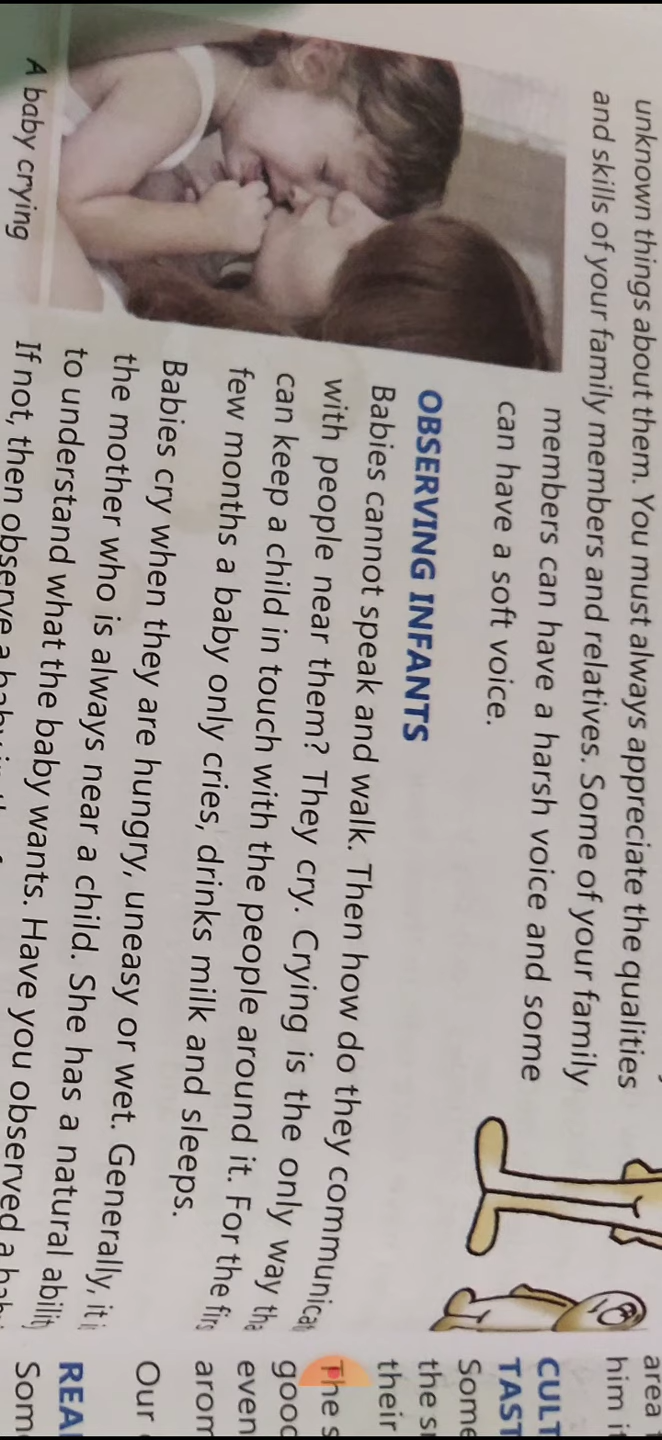 unknown things about them. You must always appreciate the qualities
and skills of your family members and relatives. Some of your family
members can have a harsh voice and some
can have a soft voice.
OBSERVING INFANTS
Babies cannot speak and walk. Then how do they
with people near them? They cry. Crying is the only way
can keep a child in touch with the people around it. For the
few months a baby only cries, drinks milk and sleeps.
Babies cry when they are hungry, uneasy or wet. Generally, it
the mother who is always near a child. She has a natural
to understand what the baby wants. Have you observed a
If not, then observe a
A baby crying
area
him
CULT
TAST
Some
the
their
The
good
even
arom
Our
REA
Som